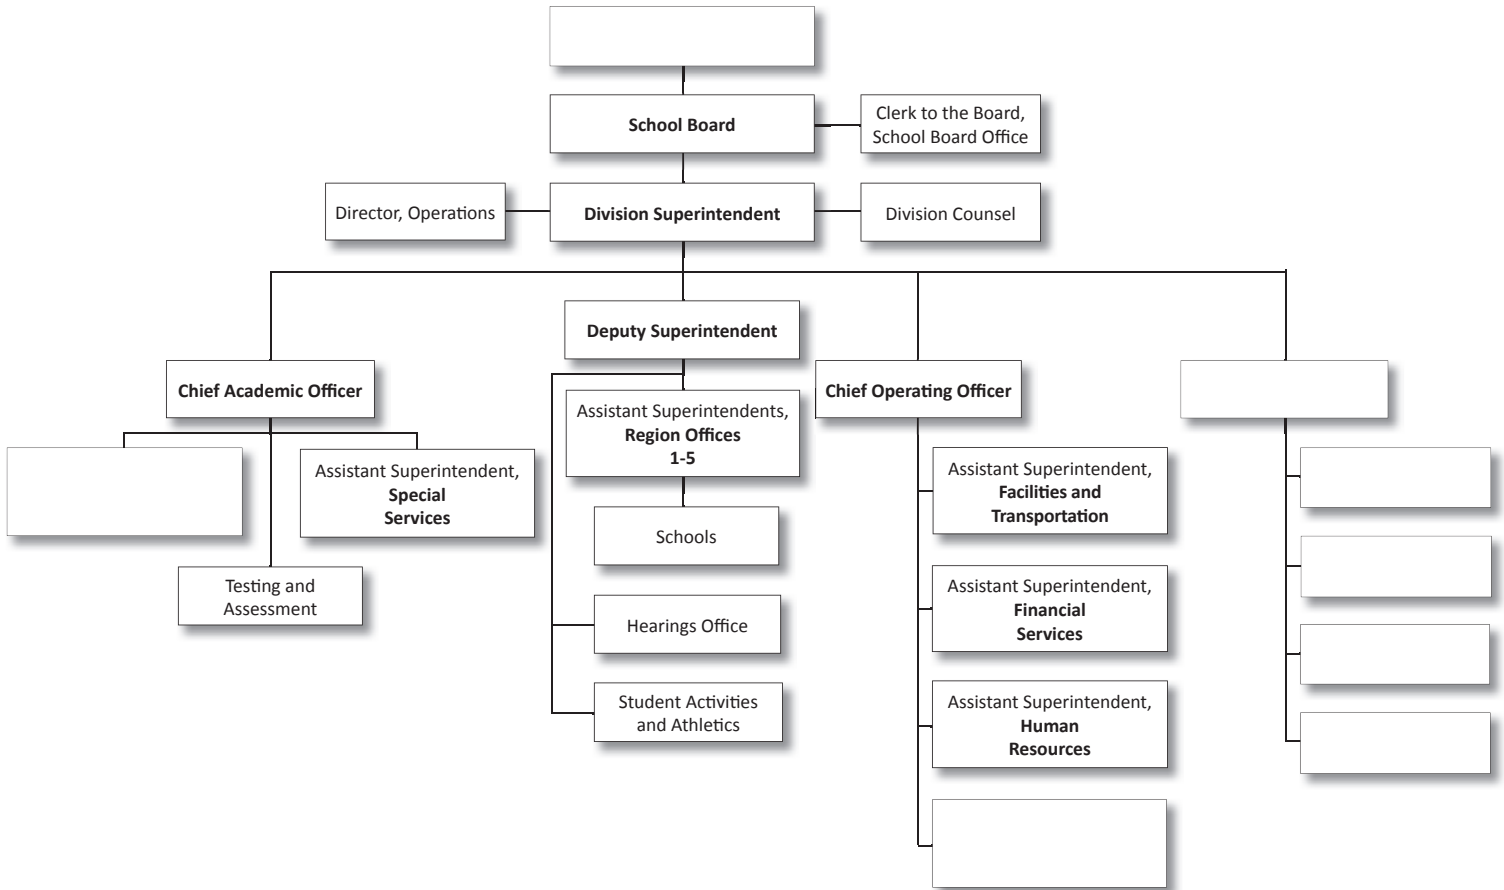 School Board
Clerk to the Board,
School Board Office
Director, Operations
Division Superintendent
Division Counsel
Deputy Superintendent
Chief Academic Officer
Assistant Superintendents,
Region Offices
1-5
Chief Operating Officer
Assistant Superintendent,
Special
Services
Testing and
Assessment
Schools
Hearings Office
Student Activities
and Athletics
Assistant Superintendent,
Facilities and
Transportation
Assistant Superintendent,
Financial
Services
Assistant Superintendent,
Human
Resources